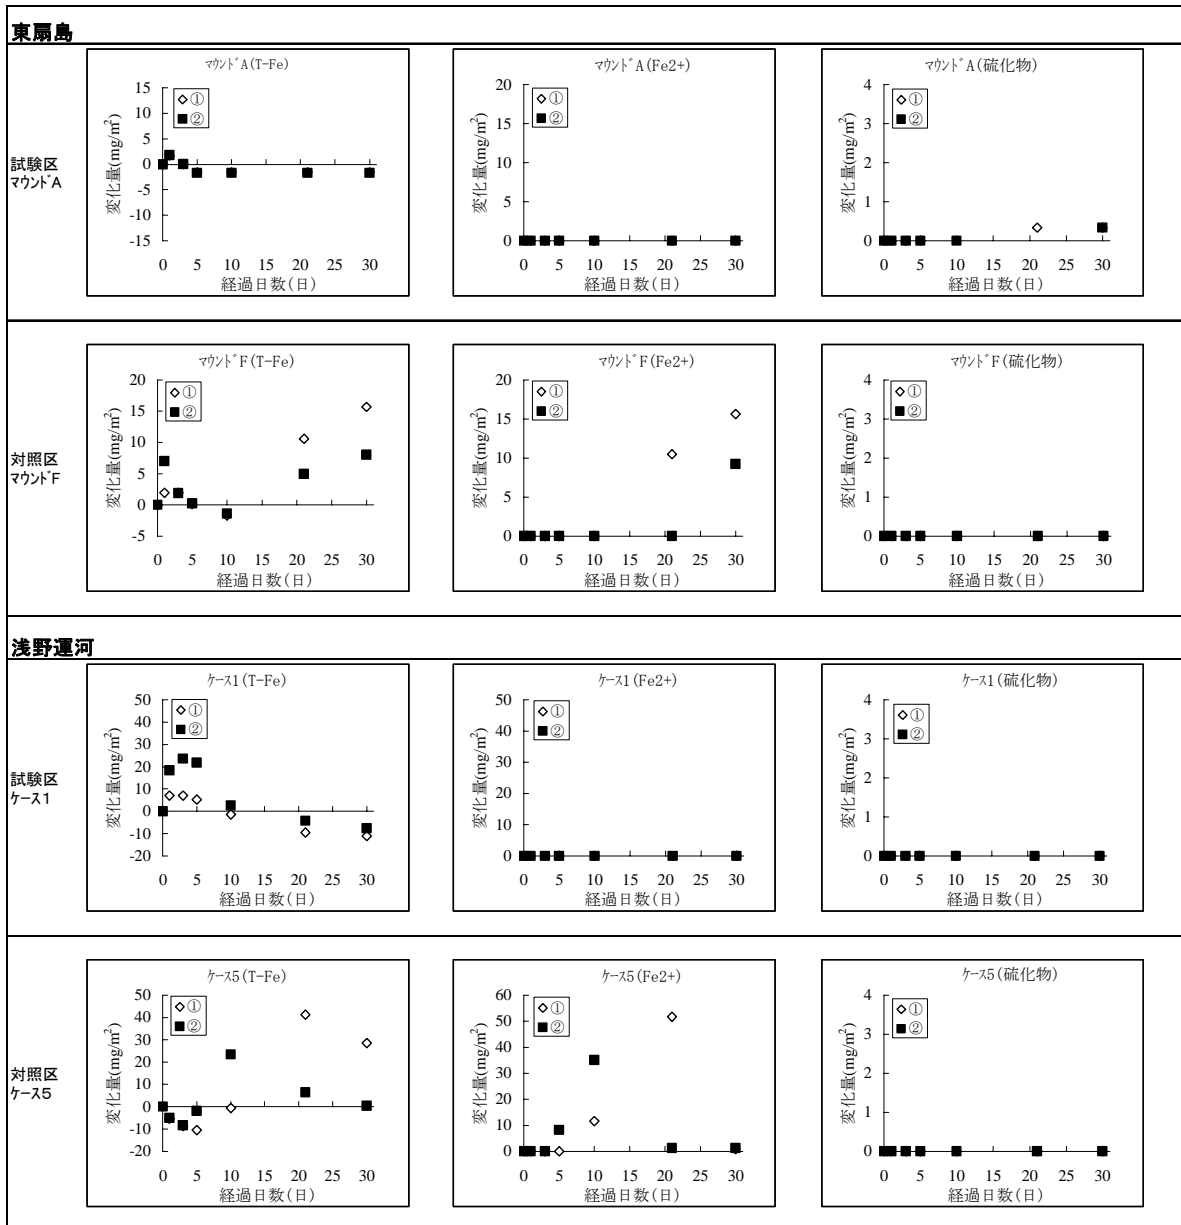 東扇島
試験区
マウンドA
マウンドA(T-Fe)
変化量(mg/m²)
15
10
5
0
-5
-10
-15
◇①
■②
0 5 10 15 20 25 30
経過日数(日)
マウンドA(Fe2+)
変化量(mg/m²)
20
15
10
5
0
◇①
■②
0 5 10 15 20 25 30
経過日数(日)
マウンドA(硫化物)
変化量(mg/m²)
4
3
2
1
0
◇①
■②
0 5 10 15 20 25 30
経過日数(日)
対照区
マウンドF
マウンドF(T-Fe)
変化量(mg/m²)
20
15
10
5
0
-5
◇①
■②
0 5 10 15 20 25 30
経過日数(日)
マウンドF(Fe2+)
変化量(mg/m²)
20
15
10
5
0
◇①
■②
0 5 10 15 20 25 30
経過日数(日)
マウンドF(硫化物)
変化量(mg/m²)
4
3
2
1
0
◇①
■②
0 5 10 15 20 25 30
経過日数(日)
浅野運河
試験区
ケース1
ケース1(T-Fe)
変化量(mg/m²)
50
40
30
20
10
0
-10
-20
◇①
■②
0 5 10 15 20 25 30
経過日数(日)
ケース1(Fe2+)
変化量(mg/m²)
50
40
30
20
10
0
◇①
■②
0 5 10 15 20 25 30
経過日数(日)
ケース1(硫化物)
変化量(mg/m²)
4
3
2
1
0
◇①
■②
0 5 10 15 20 25 30
経過日数(日)
対照区
ケース5
ケース5(T-Fe)
変化量(mg/m²)
50
40
30
20
10
0
-10
-20
◇①
■②
0 5 10 15 20 25 30
経過日数(日)
ケース5(Fe2+)
変化量(mg/m²)
60
50
40
30
20
10
0
◇①
■②
0 5 10 15 20 25 30
経過日数(日)
ケース5(硫化物)
変化量(mg/m²)
4
3
2
1
0
◇①
■②
0 5 10 15 20 25 30
経過日数(日)